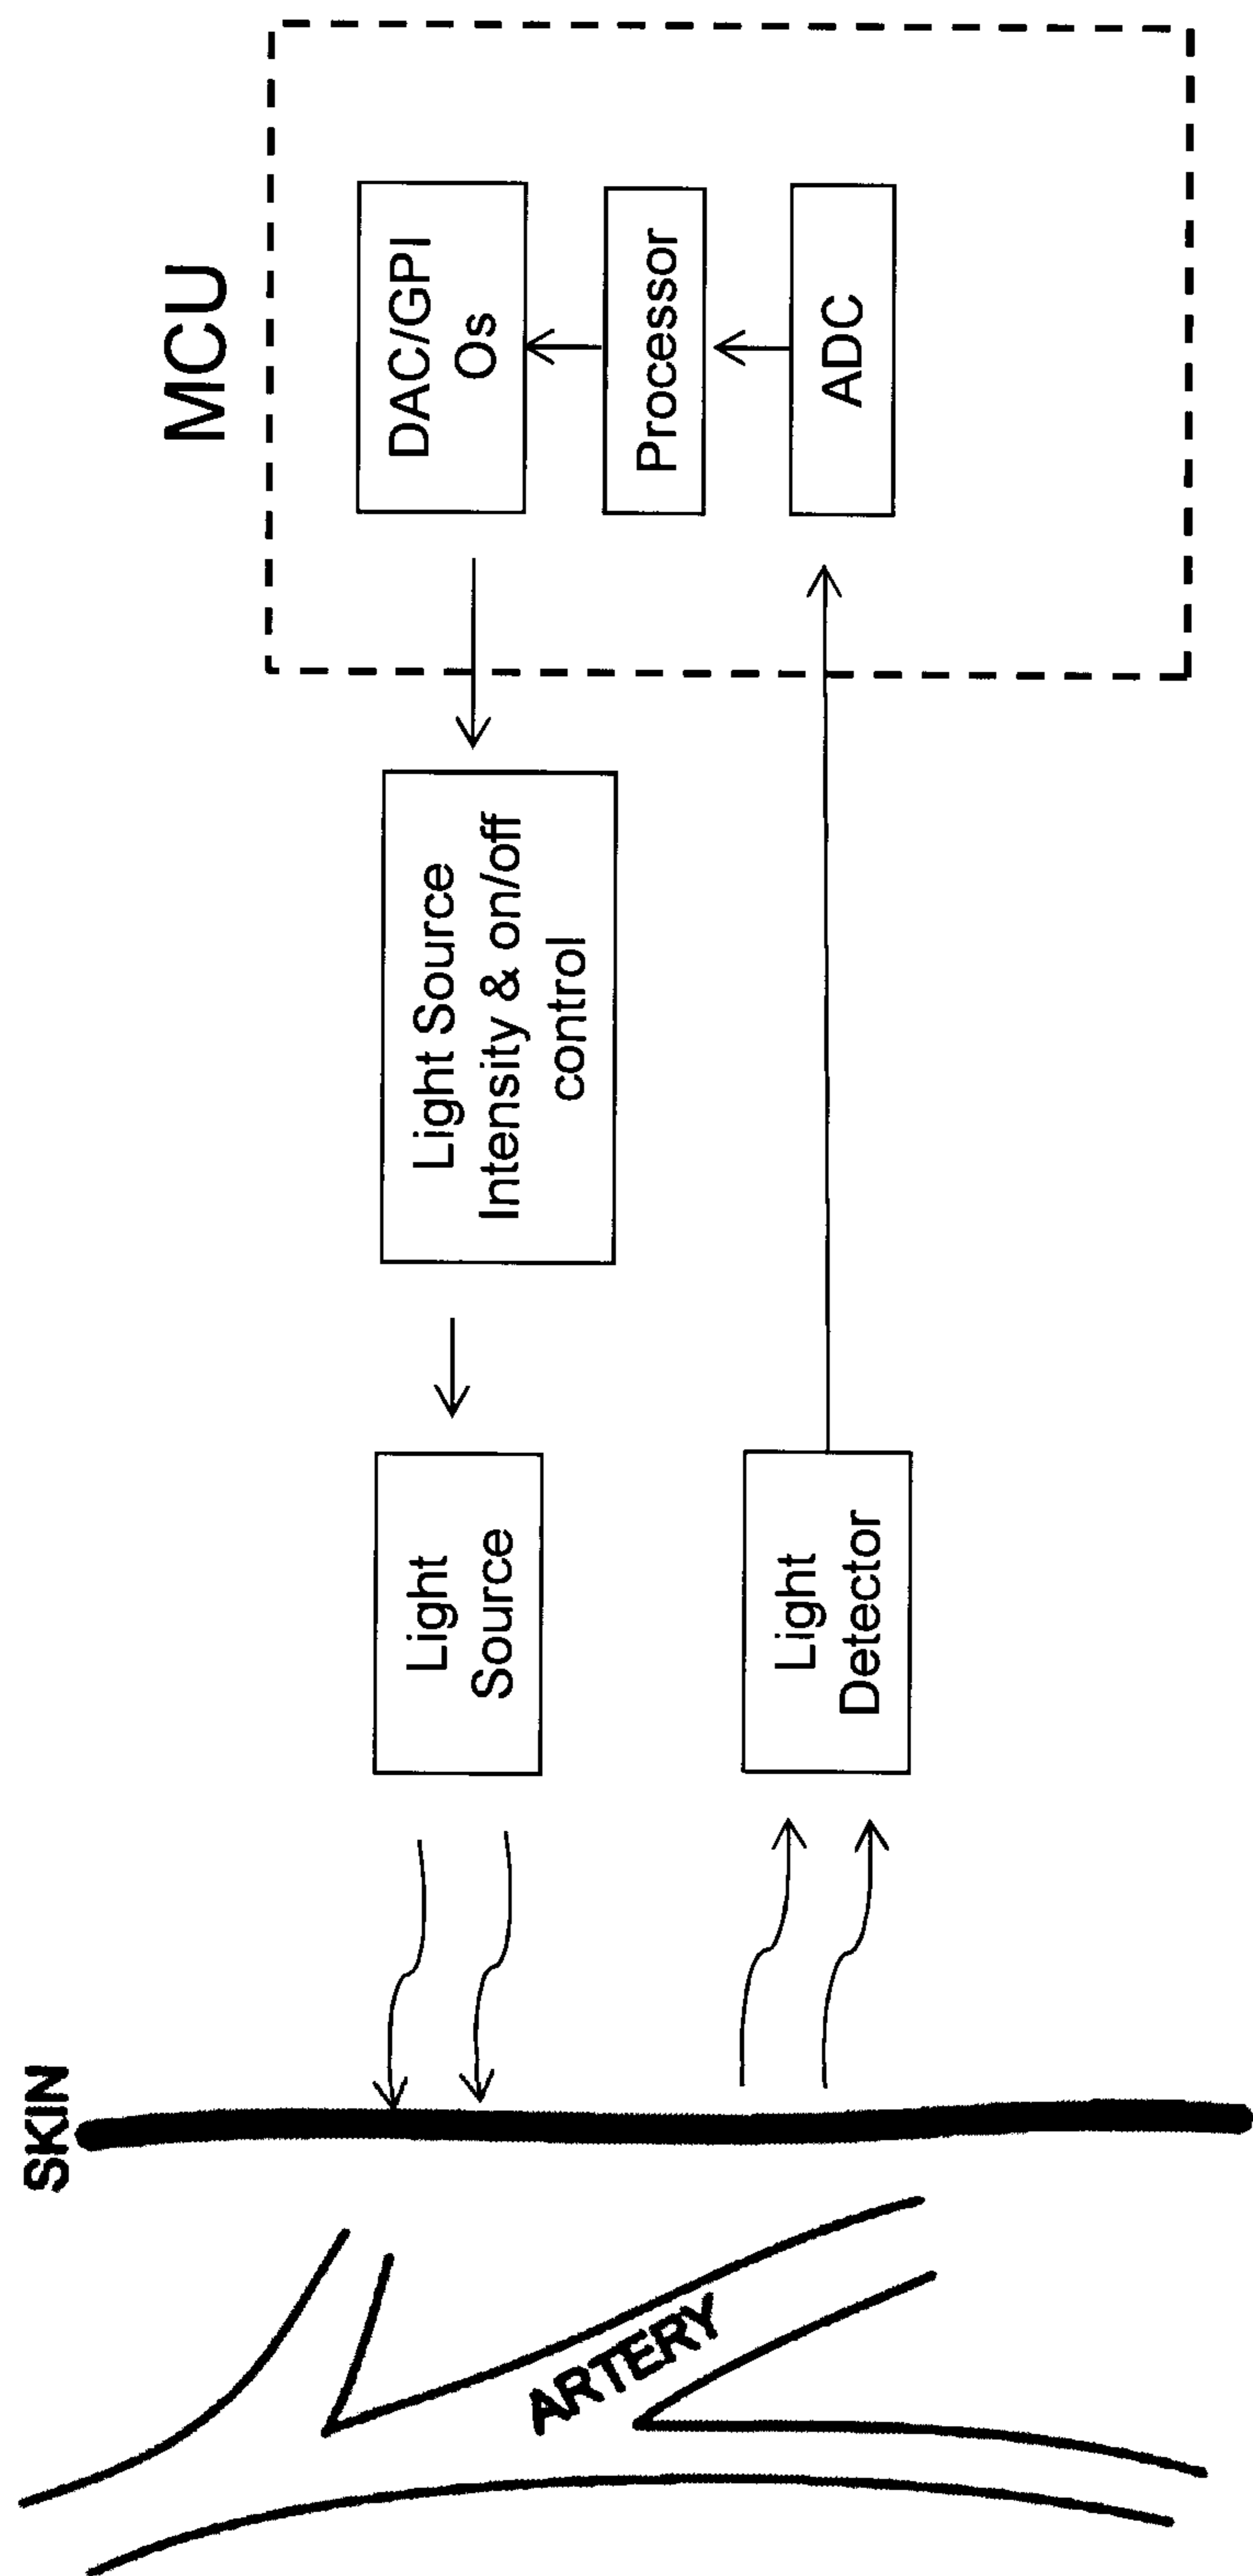 SKIN
ARTERY
Light
Source
Light
Detector
Light Source
Intensity & on/off
control
MCU
DAC/GPI
Os
Processor
ADC